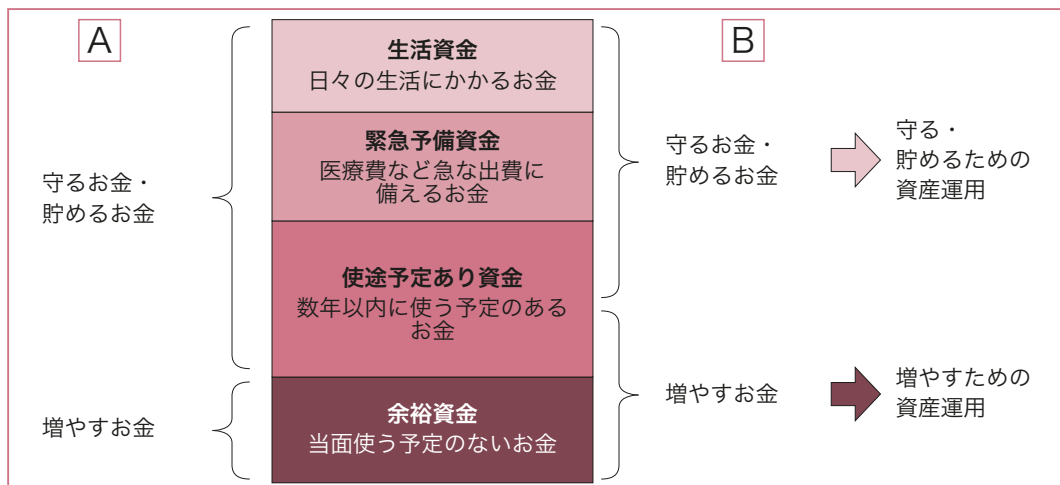 A
B
生活資金
日々の生活にかかるお金
緊急予備資金
医療費など急な出費に
備えるお金
使途予定あり資金
数年以内に使う予定のある
お金
余裕資金
当面使う予定のないお金
守るお金・
貯めるお金
増やすお金
守るお金・
貯めるお金
守る・
貯めるための
資産運用
増やすお金
増やすための
資産運用